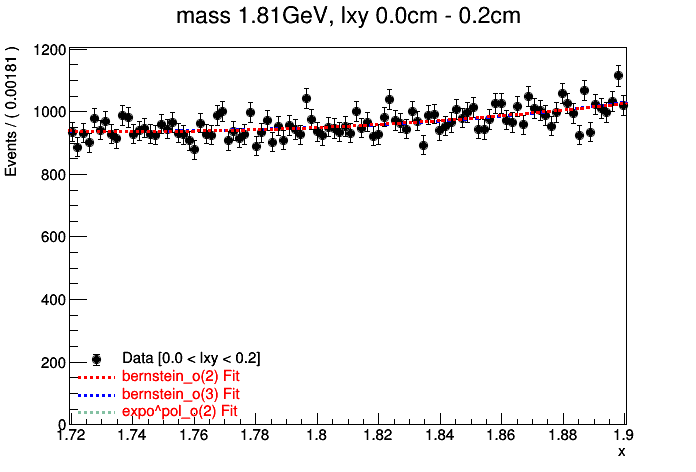 mass 1.81GeV, lxy 0.0cm - 0.2cm
Events / ( 0.00181 )
1200
1000
800
600
400
200
0
Data [0.0 < lxy < 0.2]
bernstein_o(2) Fit
bernstein_o(3) Fit
expo^pol_o(2) Fit
1.72 1.74 1.76 1.78 1.8 1.82 1.84 1.86 1.88 1.9
x